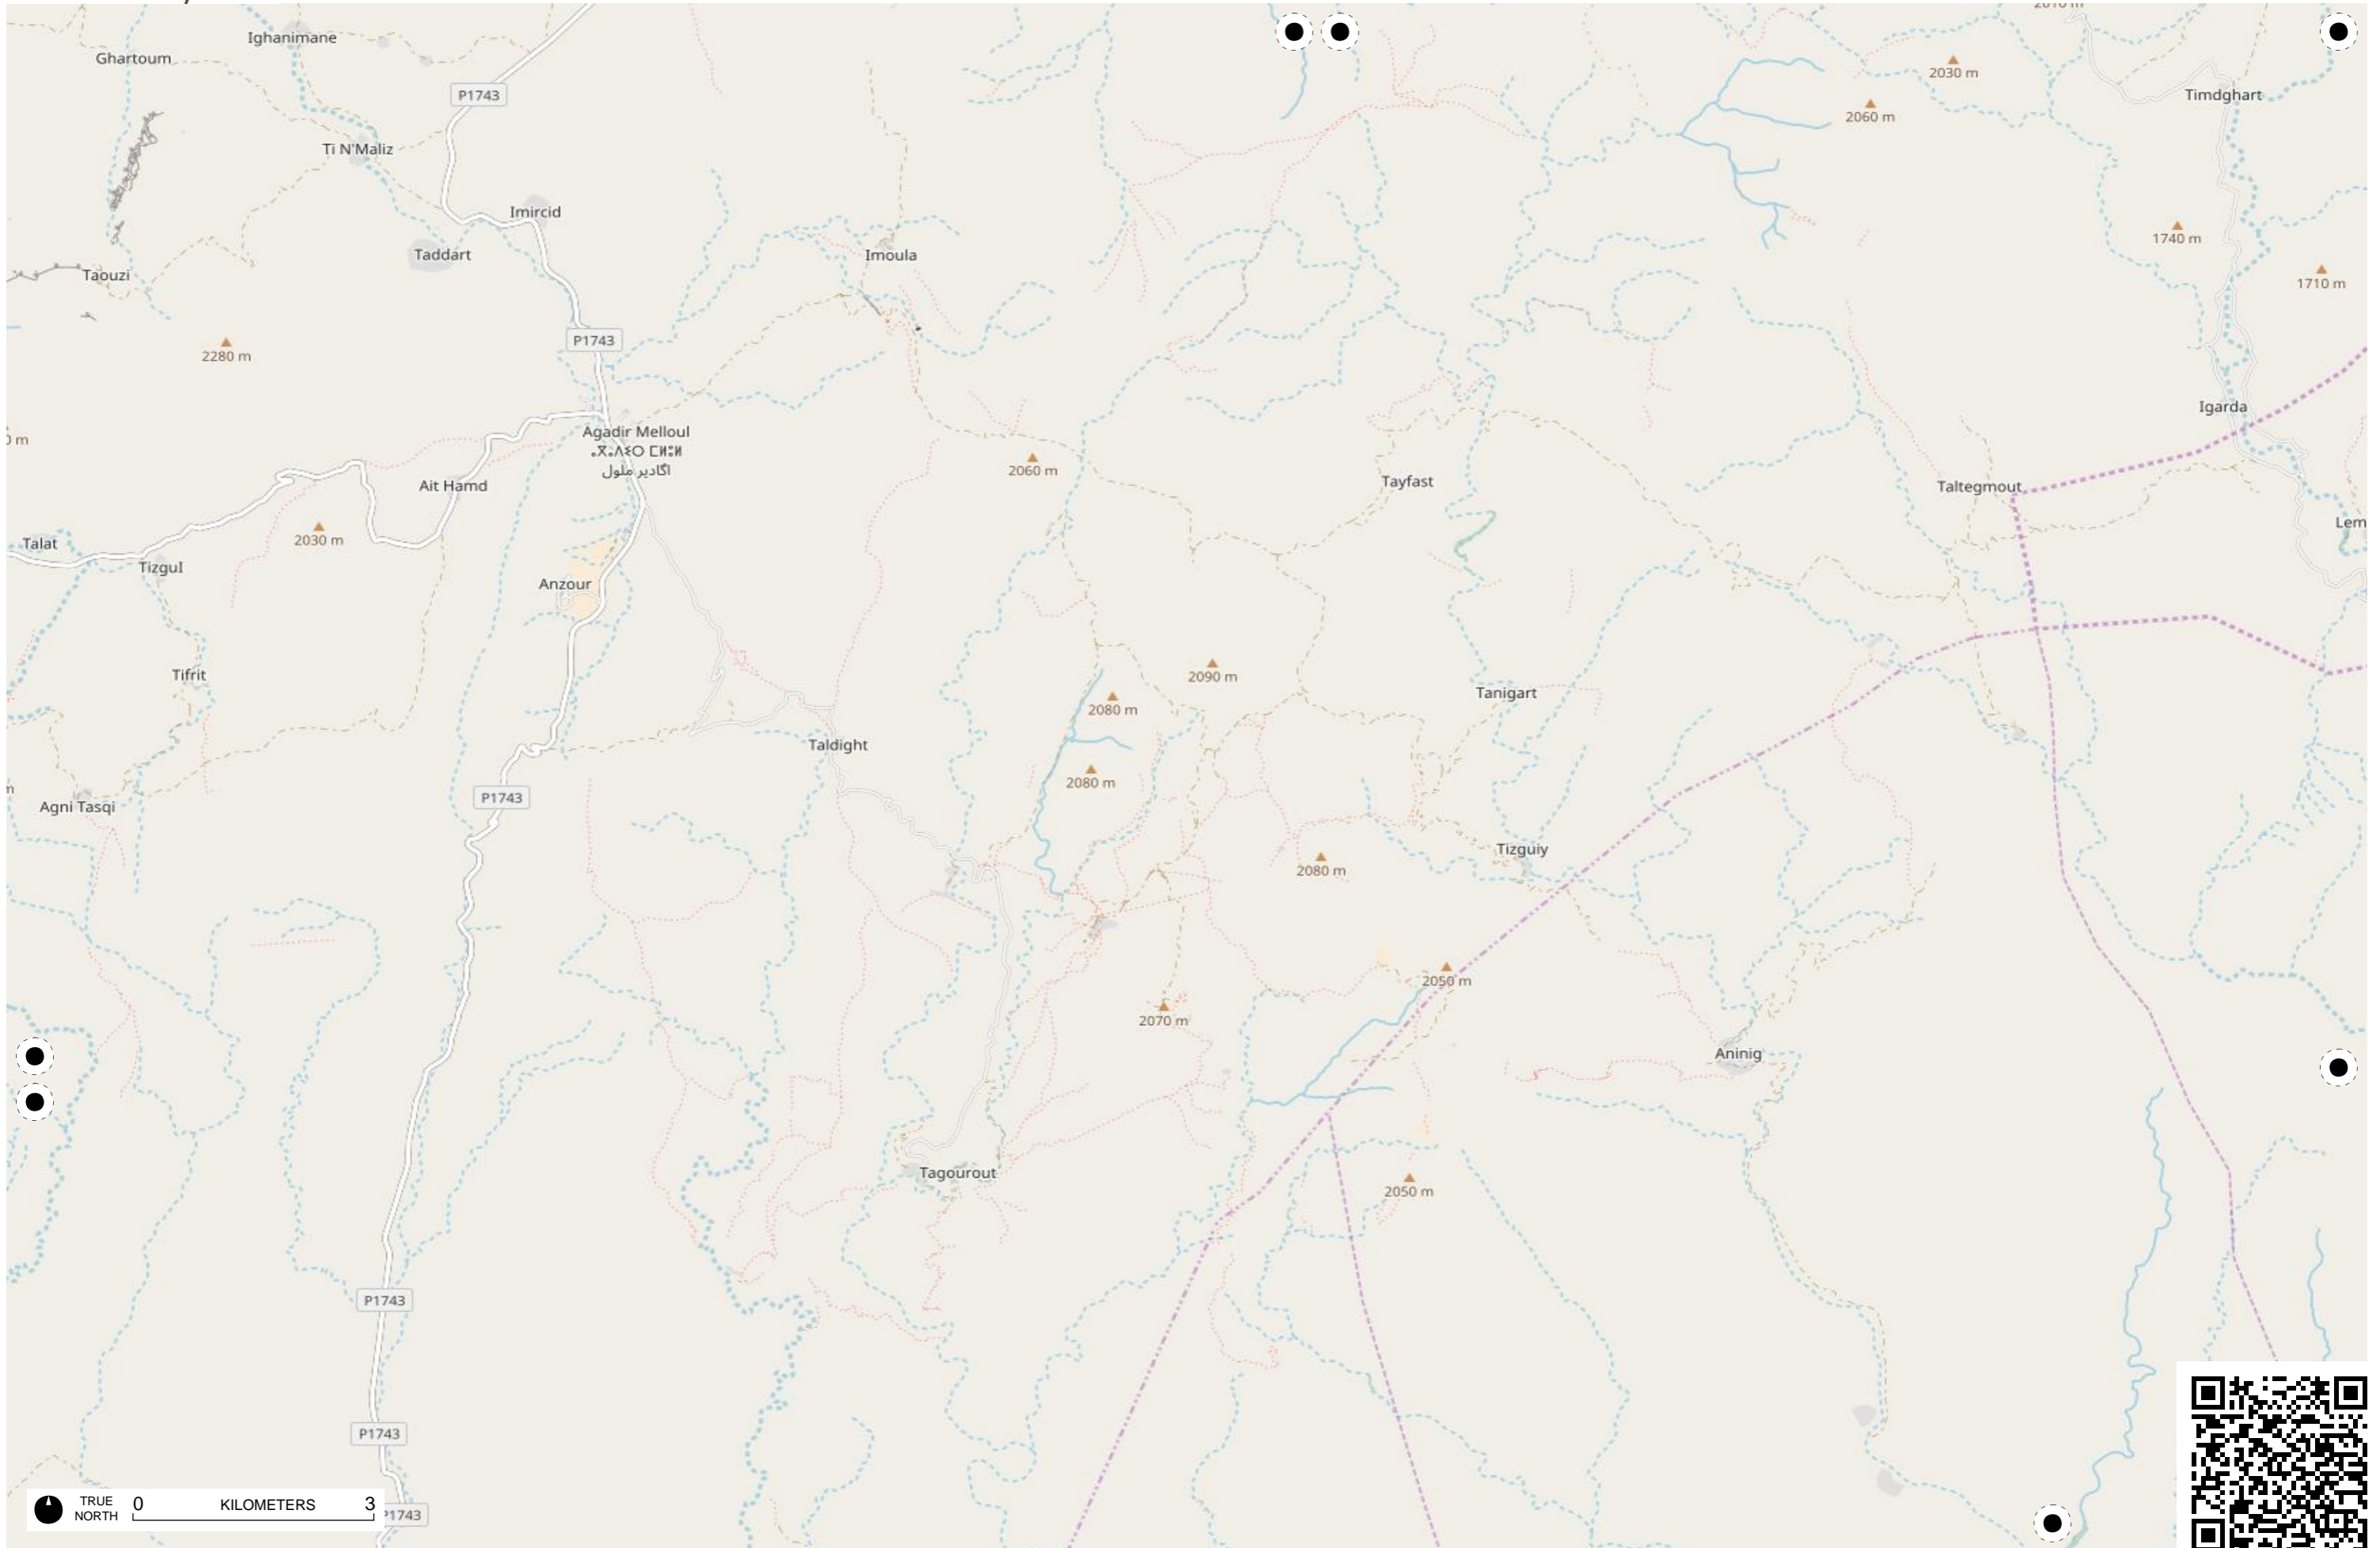 Ighanimane
Ghartoum
2030 m
P1743
Timdghart
2060 m
Ti N'Maliz
Imircid
1740 m
Taddart
Imoula
Taouzi
1710 m
P1743
2280 m
Igarda
Agadir Melloul
ⴰⴳⴰⴷⵉⵔ ⵎⵍⵓⵍ
اگادير ملول
2060 m
Tayfast
Ait Hamd
Taltegmout
Lem
2030 m
Talat
Tizgul
Anzour
Tifrit
2090 m
Tanigart
2080 m
Taldight
2080 m
P1743
Agni Tasqi
Tizguiy
2080 m
2050 m
2070 m
Aninig
Tagourout
2050 m
P1743
P1743
TRUE
NORTH
0 KILOMETERS 3
P1743